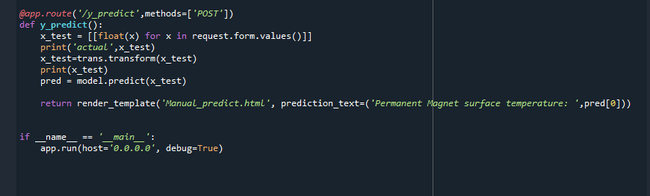 @app.route('/y_predict',methods=['POST'])
def y_predict():
    x_test = [[float(x) for x in request.form.values()]]
    print('actual',x_test)
    x_test=trans.transform(x_test)
    print(x_test)
    pred = model.predict(x_test)
    return render_template('Manual_predict.html', prediction_text=('Permanent Magnet surface temperature: ',pred[0]))
if __name__ == '__main__':
    app.run(host='0.0.0.0', debug=True)